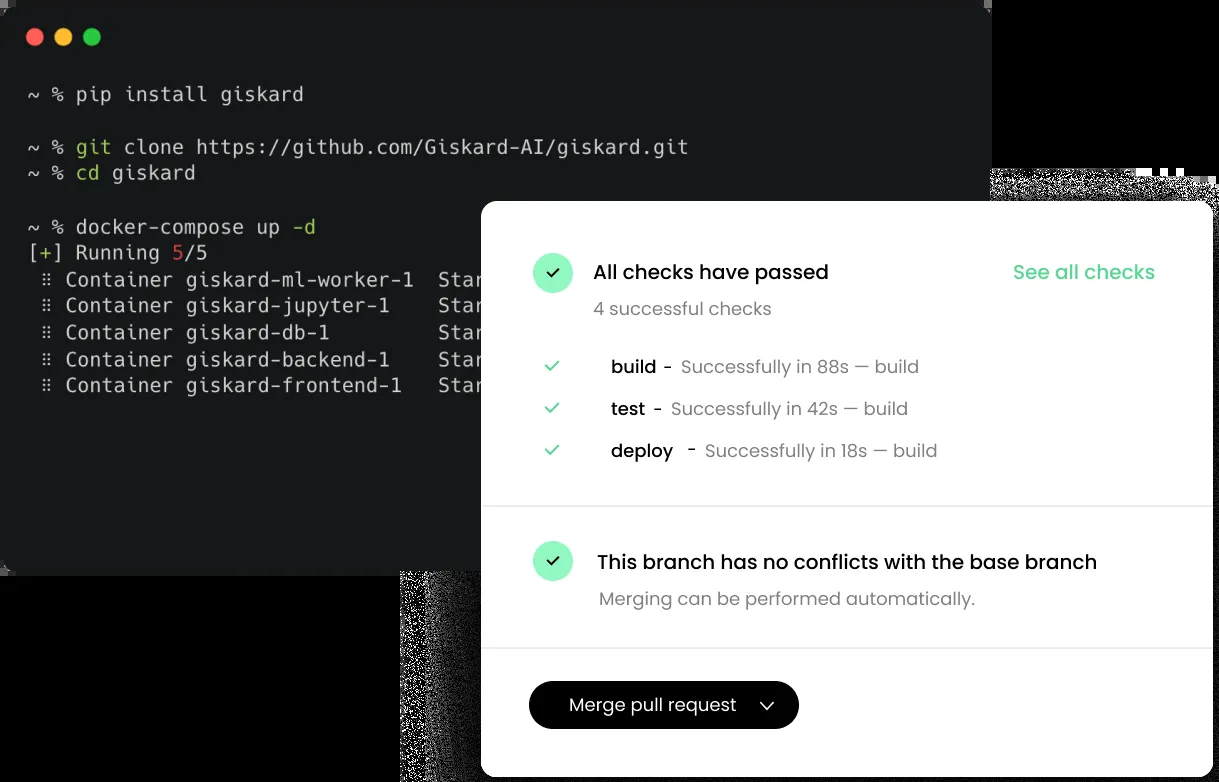 ~ % pip install giskard
~ % git clone https://github.com/Giskard-AI/giskard.git
~ % cd giskard
~ % docker-compose up -d
[+] Running 5/5
⠿ Container giskard-ml-worker-1 Star
⠿ Container giskard-jupyter-1 Star
⠿ Container giskard-db-1 Star
⠿ Container giskard-backend-1 Star
⠿ Container giskard-frontend-1 Star
All checks have passed
See all checks
4 successful checks
build - Successfully in 88s — build
test - Successfully in 42s — build
deploy - Successfully in 18s — build
This branch has no conflicts with the base branch
Merging can be performed automatically.
Merge pull request